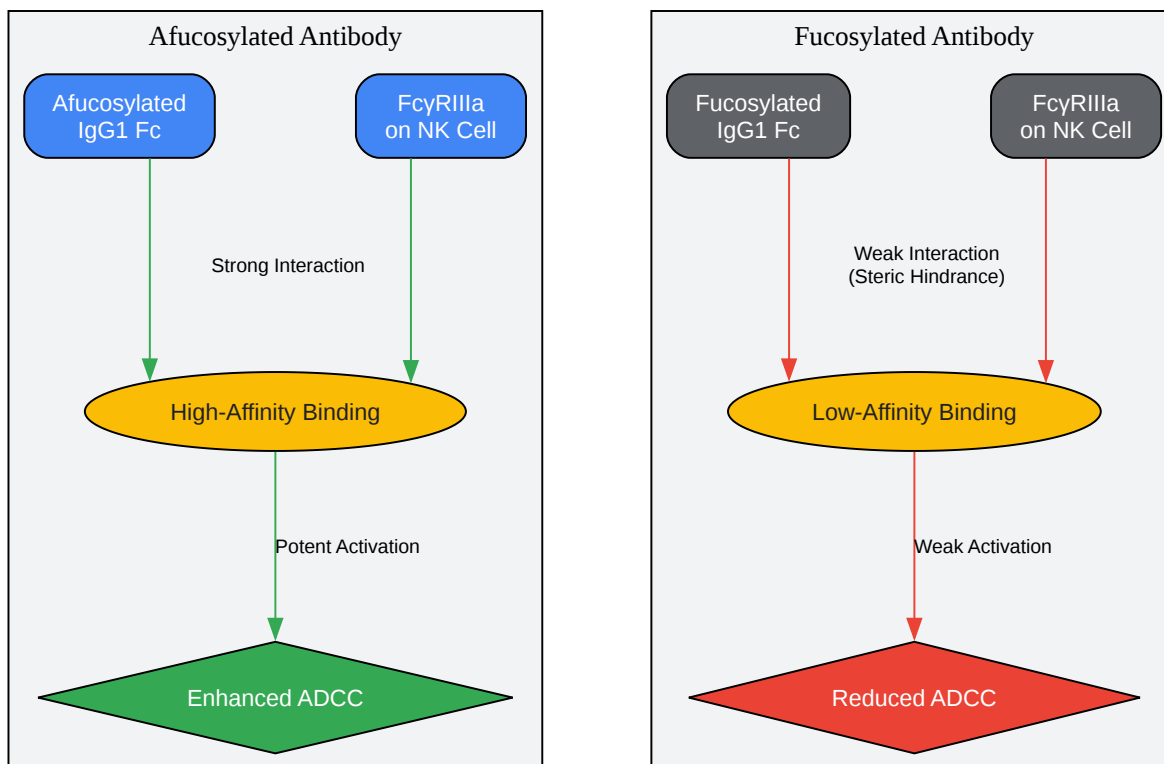 Afucosylated Antibody
Afucosylated
IgG1 Fc
FcγRIIIa
on NK Cell
Strong Interaction
High-Affinity Binding
Potent Activation
Enhanced ADCC
Fucosylated Antibody
Fucosylated
IgG1 Fc
FcγRIIIa
on NK Cell
Weak Interaction
(Steric Hindrance)
Low-Affinity Binding
Weak Activation
Reduced ADCC